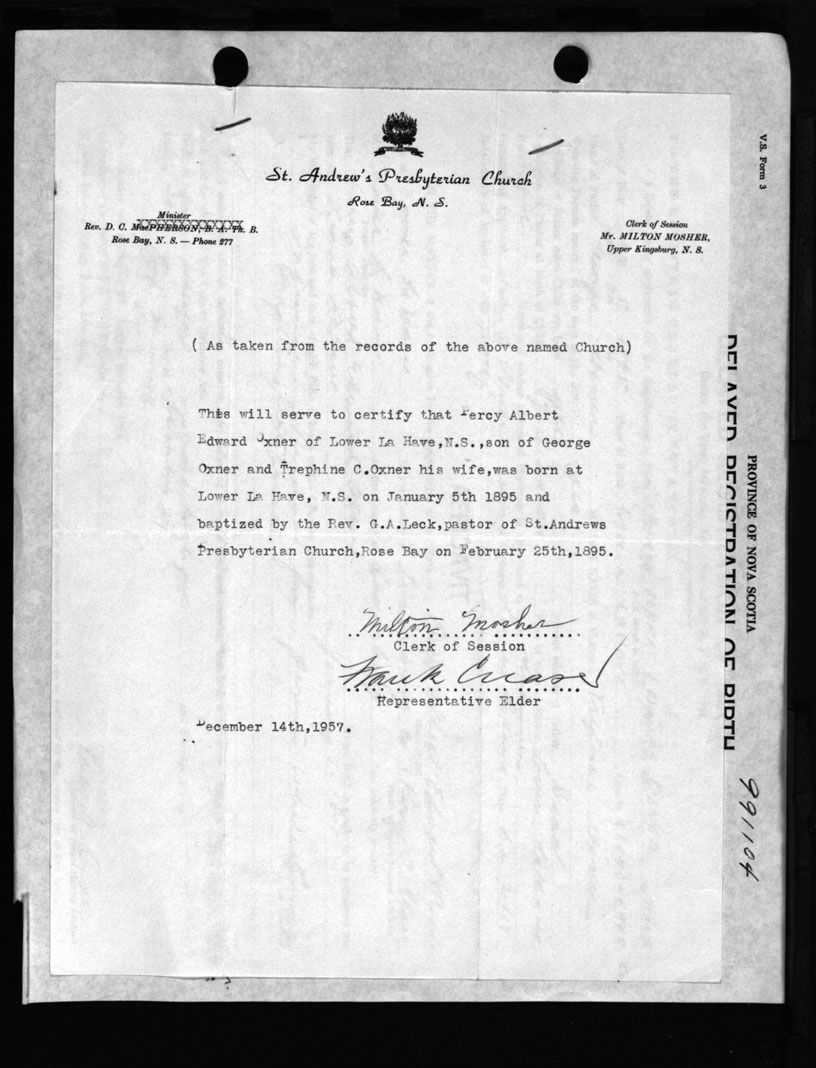 V.S. Form 3
St. Andrew's Presbyterian Church
Rose Bay, N. S.
Minister
Rev. D. C. MacPHERSON, B. A. Th. B.
Rose Bay, N. S. — Phone 277
Clerk of Session
Mr. MILTON MOSHER,
Upper Kingsburg, N. S.
( As taken from the records of the above named Church)
This will serve to certify that Percy Albert
Edward Oxner of Lower La Have,N.S.,son of George
Oxner and Trephine C.Oxner his wife,was born at
Lower La Have, N.S. on January 5th 1895 and
baptized by the Rev. G.A.Leck,pastor of St.Andrews
Presbyterian Church,Rose Bay on February 25th,1895.
Milton Mosher
Clerk of Session
Frank Creaser
Representative Elder
December 14th,1957.
PROVINCE OF NOVA SCOTIA
DELAYED REGISTRATION OF BIRTH
991104